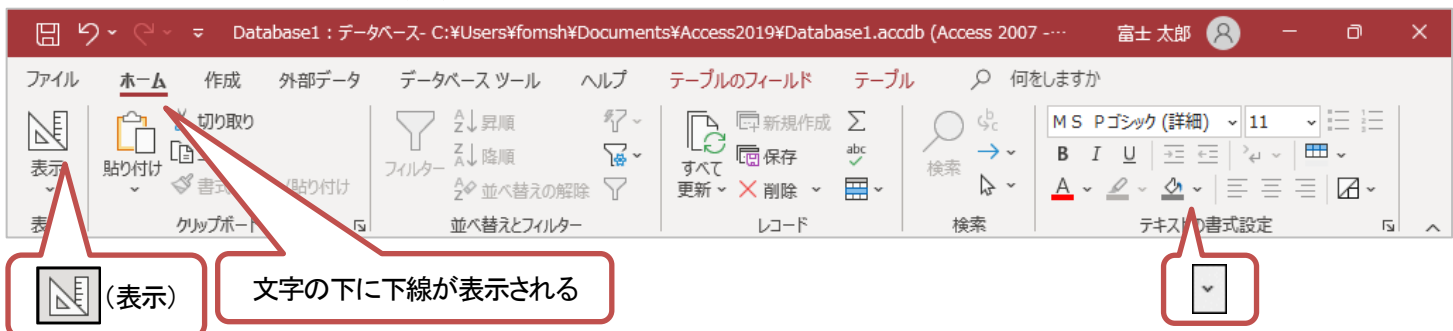 Database1：データベース- C:¥Users¥fomsh¥Documents¥Access2019¥Database1.accdb (Access 2007 -… 富士 太郎
ファイル ホーム 作成 外部データ データベース ツール ヘルプ テーブルのフィールド テーブル 何をしますか
切り取り 昇順 新規作成 ＭＳ Ｐゴシック (詳細) 11
表示 貼り付け フィルター 降順 すべて更新 保存 検索 B I U
書式 貼り付け 並べ替えの解除 削除 A
クリップボード 並べ替えとフィルター レコード 検索 テキストの書式設定
(表示) 文字の下に下線が表示される